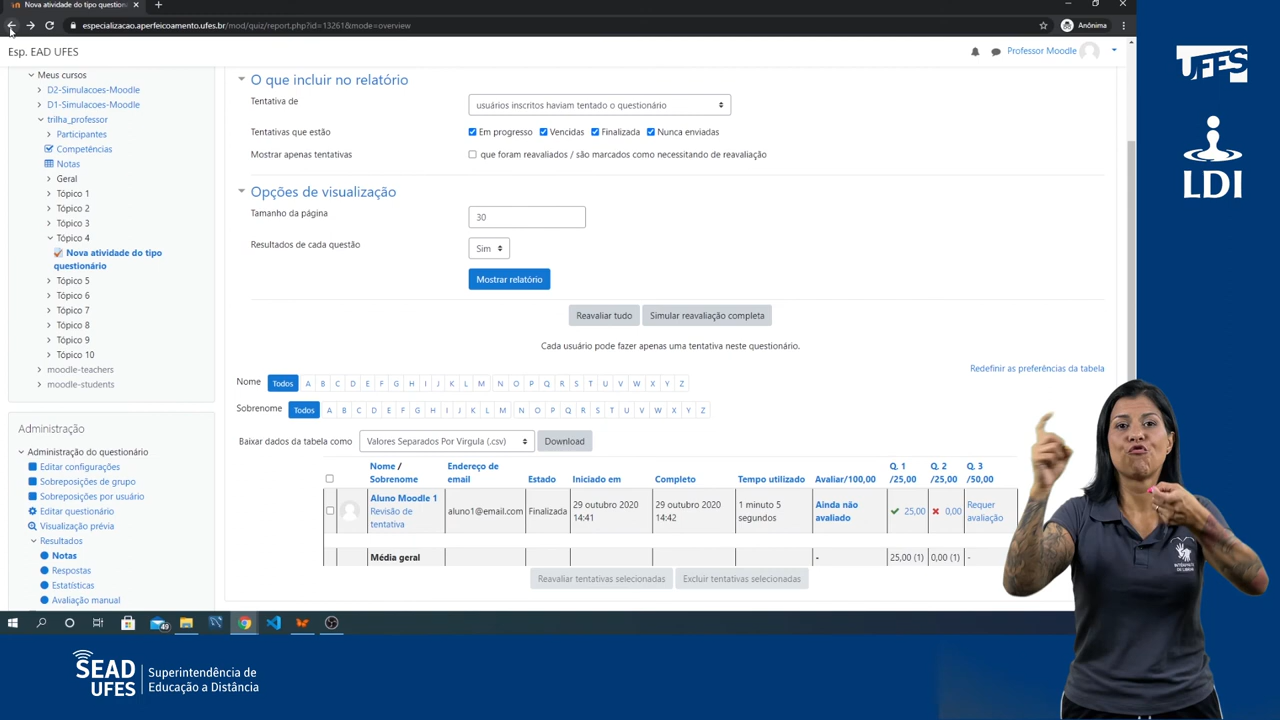 Nova atividade do tipo question
especializacao.aperfeicoamento.ufes.br/mod/quiz/report.php?id=13261&mode=overview
Anônima
Esp. EAD UFES
Professor Moodle
Meus cursos
D2-Simulacoes-Moodle
D1-Simulacoes-Moodle
trilha_professor
Participantes
Competências
Notas
Geral
Tópico 1
Tópico 2
Tópico 3
Tópico 4
Nova atividade do tipo
questionário
Tópico 5
Tópico 6
Tópico 7
Tópico 8
Tópico 9
Tópico 10
moodle-teachers
moodle-students
Administração
Administração do questionário
Editar configurações
Sobreposições de grupo
Sobreposições por usuário
Editar questionário
Visualização prévia
Resultados
Notas
Respostas
Estatísticas
Avaliação manual
O que incluir no relatório
Tentativa de
usuários inscritos haviam tentado o questionário
Tentativas que estão
Em progresso Vencidas Finalizada Nunca enviadas
Mostrar apenas tentativas
que foram reavaliados / são marcados como necessitando de reavaliação
Opções de visualização
Tamanho da página
30
Resultados de cada questão
Sim
Mostrar relatório
Reavaliar tudo Simular reavaliação completa
Cada usuário pode fazer apenas uma tentativa neste questionário.
Redefinir as preferências da tabela
Nome Todos A B C D E F G H I J K L M N O P Q R S T U V W X Y Z
Sobrenome Todos A B C D E F G H I J K L M N O P Q R S T U V W X Y Z
Baixar dados da tabela como Valores Separados Por Virgula (.csv) Download
Nome / Endereço de Q. 1 Q. 2 Q. 3
Sobrenome email Estado Iniciado em Completo Tempo utilizado Avaliar/100,00 /25,00 /25,00 /50,00
Aluno Moodle 1 29 outubro 2020 29 outubro 2020 1 minuto 5 Ainda não Requer
Revisão de aluno1@email.com Finalizada 14:41 14:42 segundos avaliado 25,00 0,00 avaliação
tentativa
Média geral - 25,00 (1) 0,00 (1) -
Reavaliar tentativas selecionadas Excluir tentativas selecionadas
49
UFES
LDI
INTÉRPRETE
DE LIBRAS
SEAD
UFES
Superintendência de
Educação a Distância